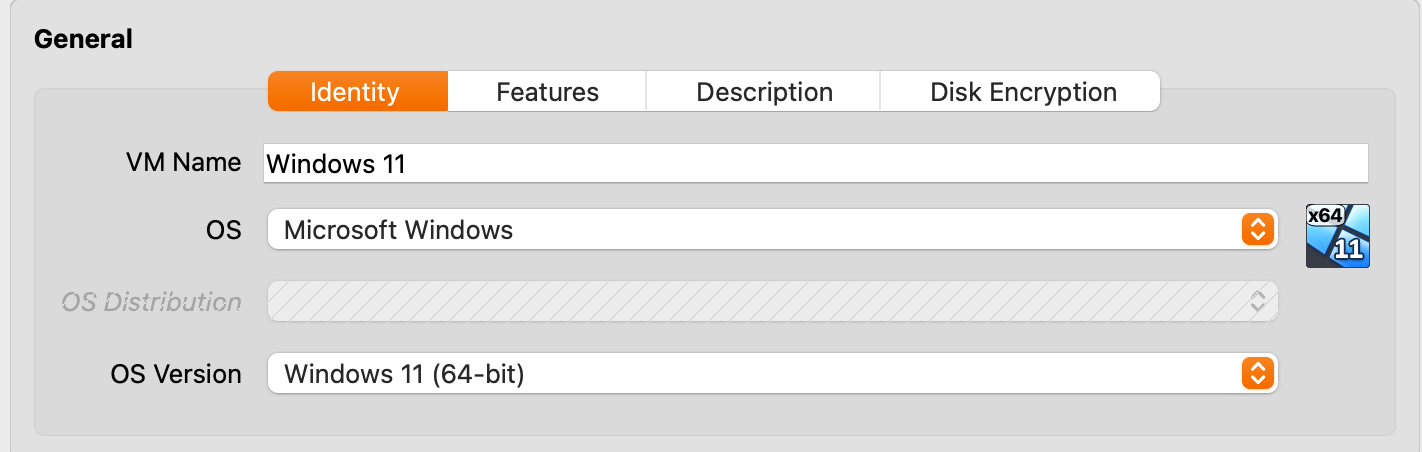 General
Identity Features Description Disk Encryption
VM Name Windows 11
OS Microsoft Windows
x64
11
OS Distribution
OS Version Windows 11 (64-bit)